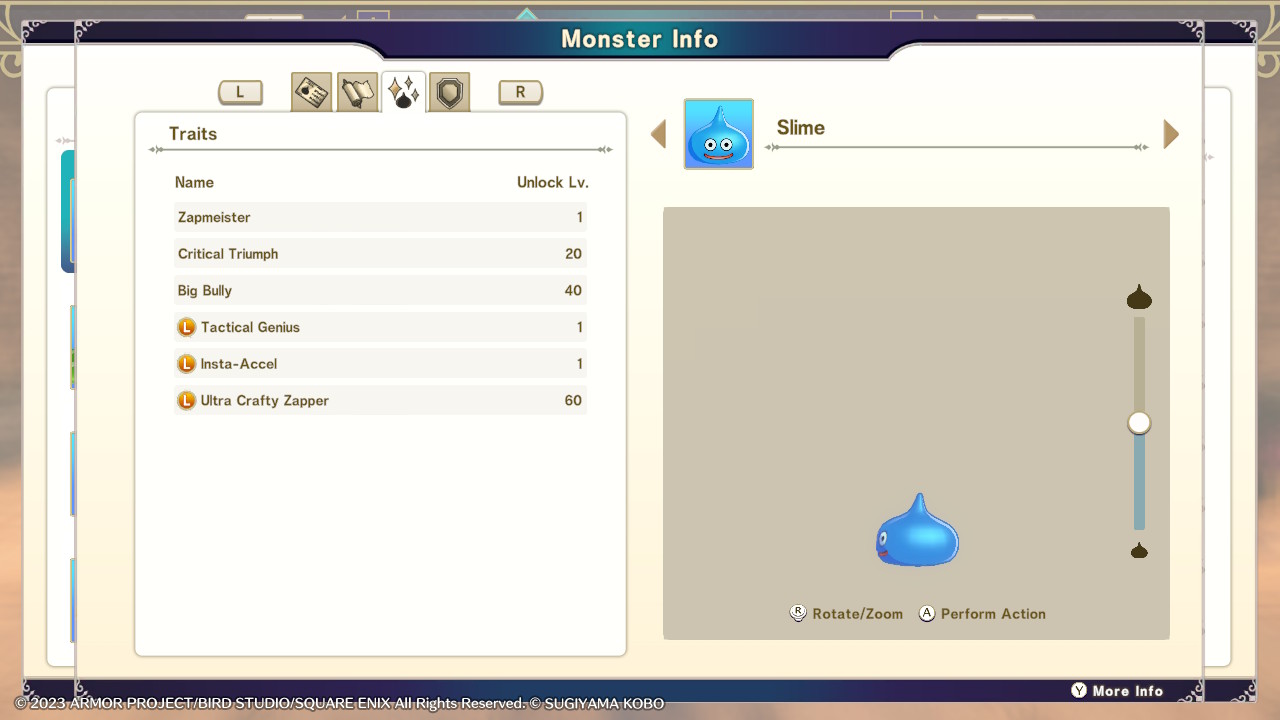 Monster Info
L
R
Traits
Name Unlock Lv.
Zapmeister 1
Critical Triumph 20
Big Bully 40
L Tactical Genius 1
L Insta-Accel 1
L Ultra Crafty Zapper 60
Slime
R Rotate/Zoom A Perform Action
Y More Info
© 2023 ARMOR PROJECT/BIRD STUDIO/SQUARE ENIX All Rights Reserved. © SUGIYAMA KOBO